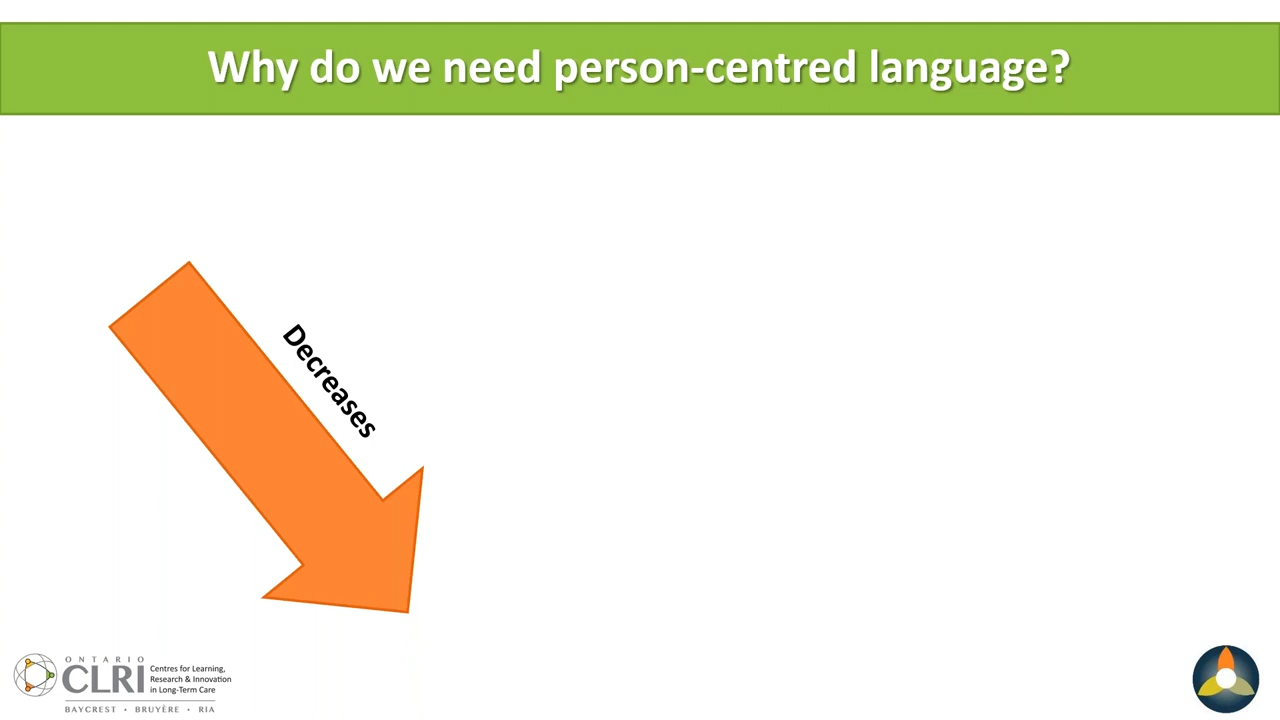 Why do we need person-centred language?
Decreases
ONTARIO
CLRI
Centres for Learning,
Research & Innovation
in Long-Term Care
BAYCREST • BRUYÈRE • RIA